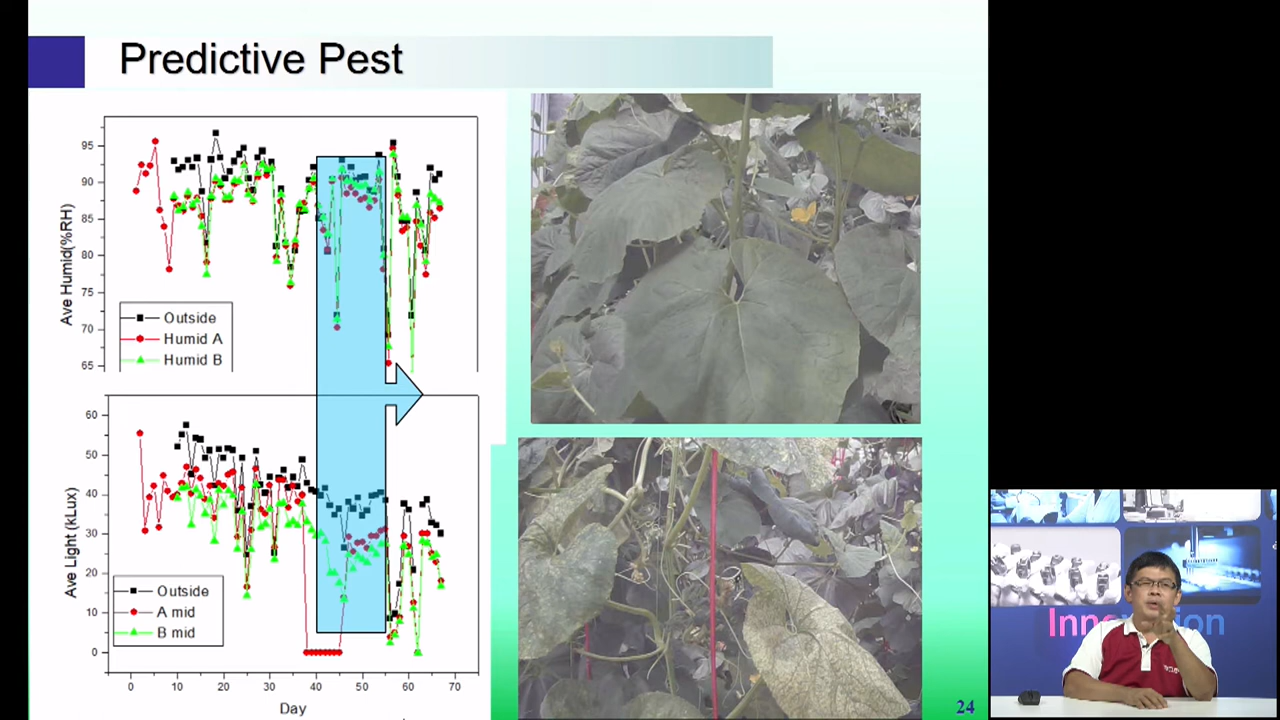 Predictive Pest
95
90
85
80
75
70
65
Ave Humid(%RH)
Outside
Humid A
Humid B
60
50
40
30
20
10
0
Ave Light (kLux)
Outside
A mid
B mid
0 10 20 30 40 50 60 70
Day
24